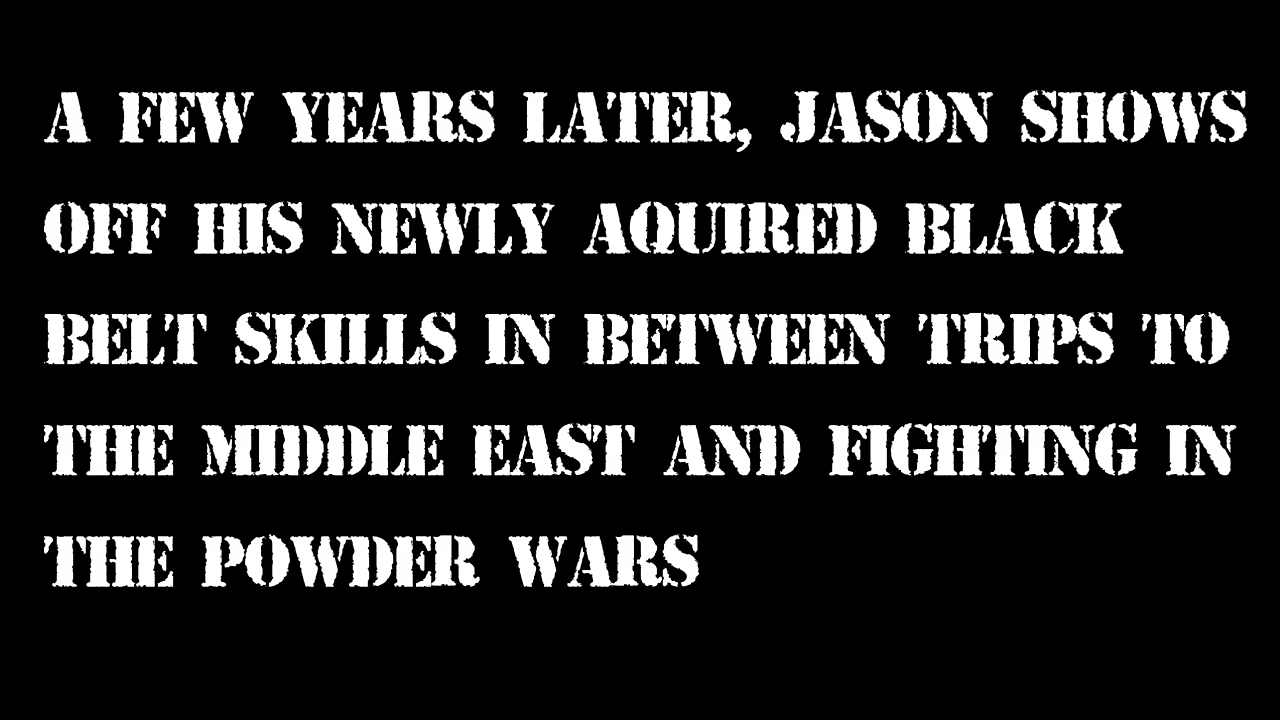 A FEW YEARS LATER, JASON SHOWS
OFF HIS NEWLY AQUIRED BLACK
BELT SKILLS IN BETWEEN TRIPS TO
THE MIDDLE EAST AND FIGHTING IN
THE POWDER WARS